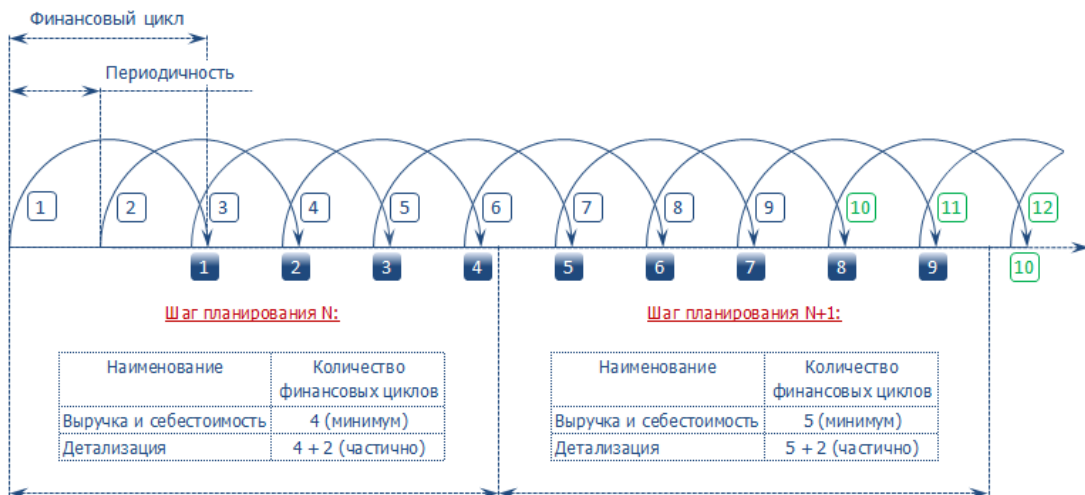 Финансовый цикл
Периодичность
1 2 3 4 5 6 7 8 9 10 11 12
1 2 3 4 5 6 7 8 9 10
Шаг планирования N: Шаг планирования N+1:
Наименование Количество финансовых циклов
Выручка и себестоимость 4 (минимум)
Детализация 4 + 2 (частично)
Наименование Количество финансовых циклов
Выручка и себестоимость 5 (минимум)
Детализация 5 + 2 (частично)